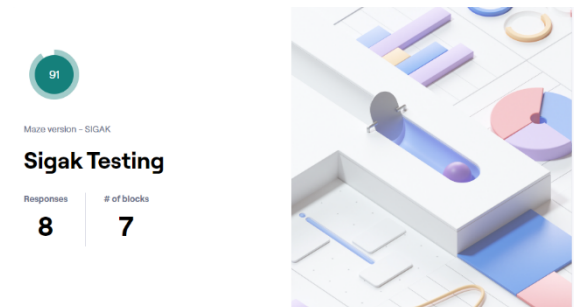 91
Maze version – SIGAK
Sigak Testing
Responses
# of blocks
8
7